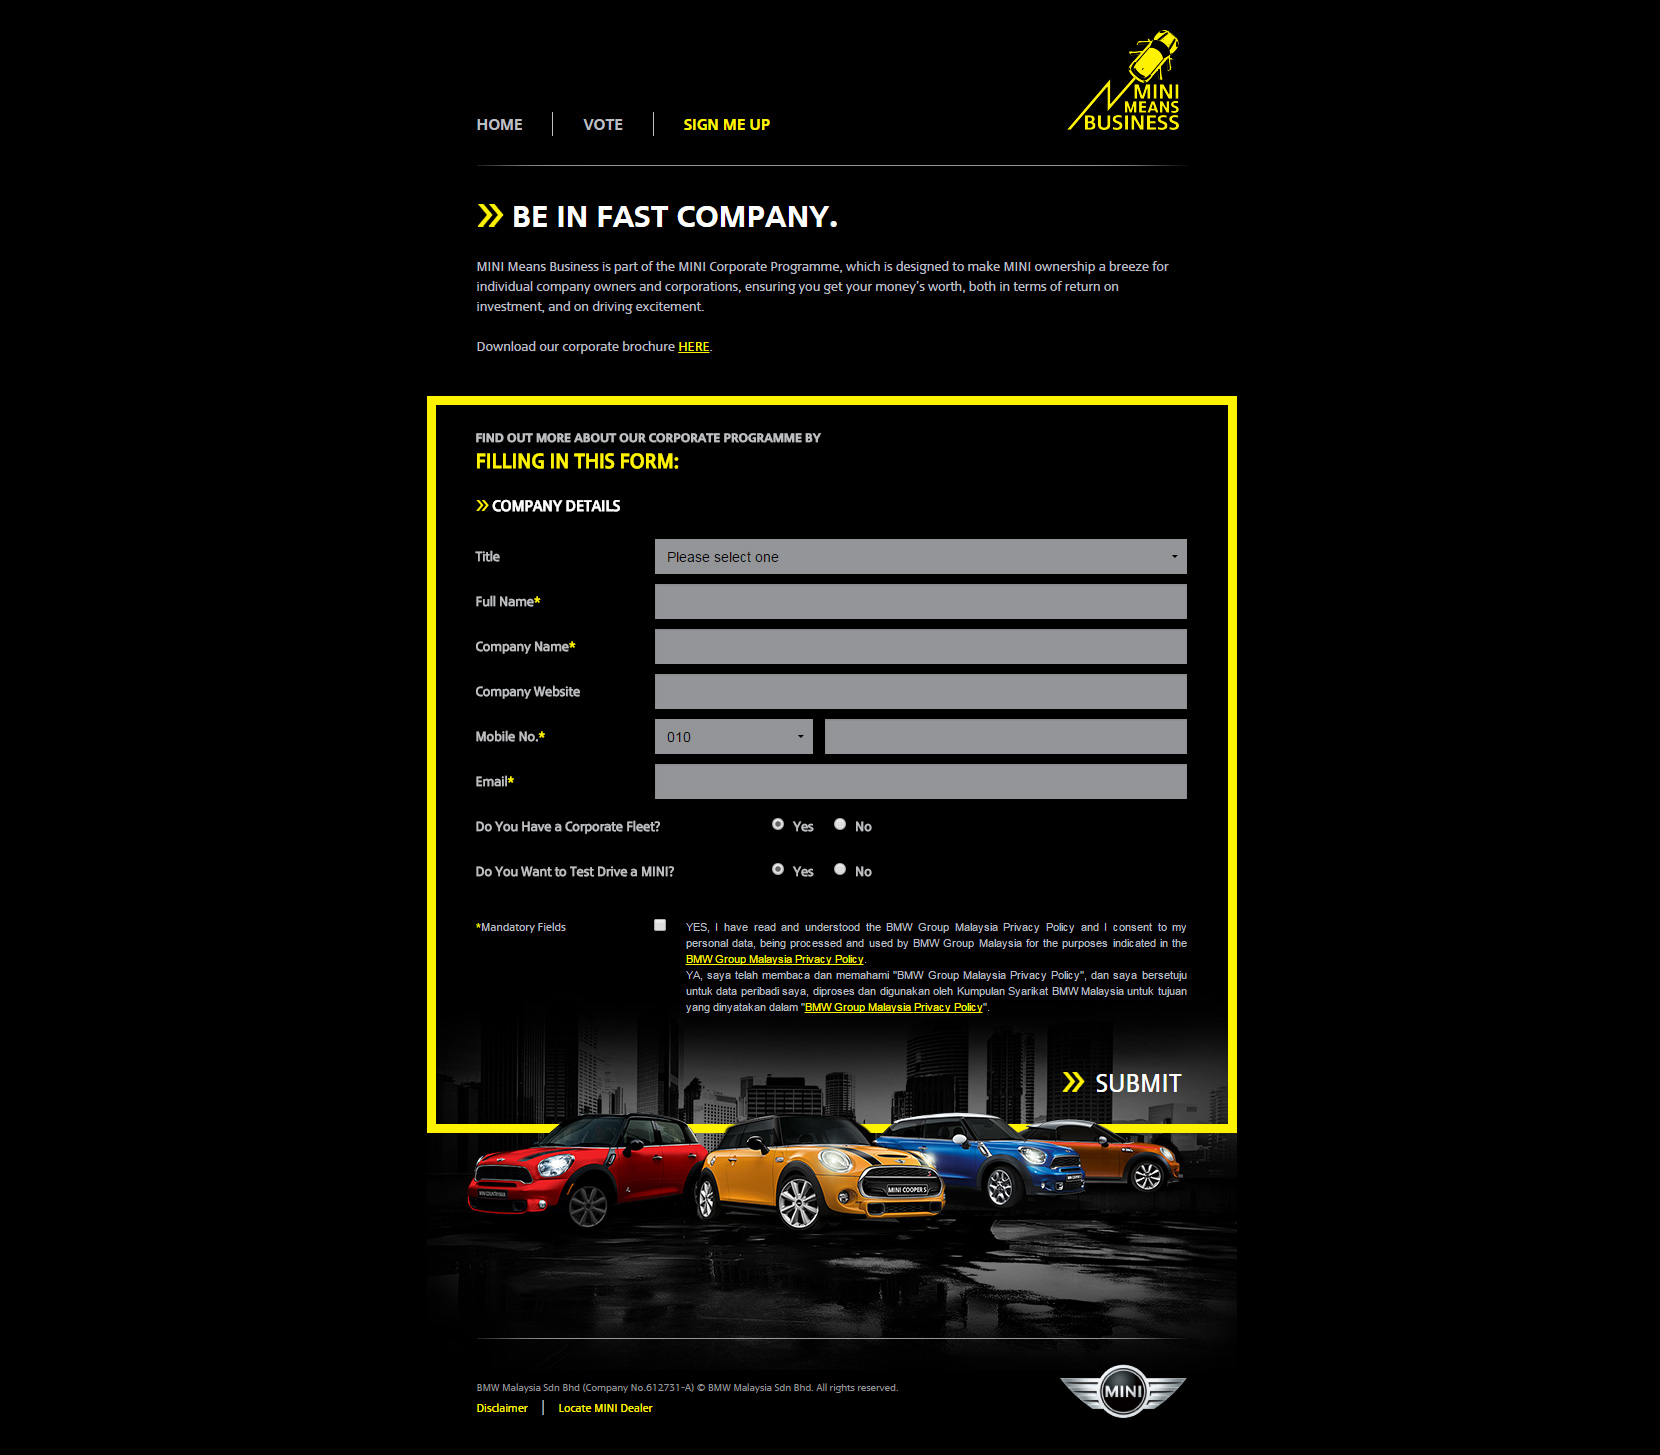 MINI
MEANS
BUSINESS
HOME
VOTE
SIGN ME UP
BE IN FAST COMPANY.
MINI Means Business is part of the MINI Corporate Programme, which is designed to make MINI ownership a breeze for
individual company owners and corporations, ensuring you get your money's worth, both in terms of return on
investment, and on driving excitement.
Download our corporate brochure HERE.
FIND OUT MORE ABOUT OUR CORPORATE PROGRAMME BY
FILLING IN THIS FORM:
COMPANY DETAILS
Title
Please select one
Full Name*
Company Name*
Company Website
Mobile No.*
010
Email*
Do You Have a Corporate Fleet?
Yes
No
Do You Want to Test Drive a MINI?
Yes
No
*Mandatory Fields
YES, I have read and understood the BMW Group Malaysia Privacy Policy and I consent to my
personal data, being processed and used by BMW Group Malaysia for the purposes indicated in the
BMW Group Malaysia Privacy Policy.
YA, saya telah membaca dan memahami "BMW Group Malaysia Privacy Policy", dan saya bersetuju
untuk data peribadi saya, diproses dan digunakan oleh Kumpulan Syarikat BMW Malaysia untuk tujuan
yang dinyatakan dalam "BMW Group Malaysia Privacy Policy".
SUBMIT
MINI COUNTRYMAN
MINI COOPER S
BMW Malaysia Sdn Bhd (Company No.612731-A) © BMW Malaysia Sdn Bhd. All rights reserved.
Disclaimer
Locate MINI Dealer
MINI